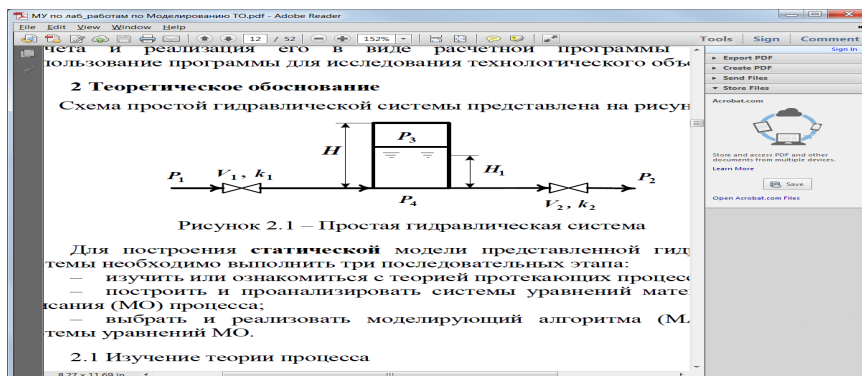 МУ по лаб_работам по Моделированию ТО.pdf - Adobe Reader
File Edit View Window Help
12 / 52 152% Tools Sign Comment
Sign In
чета и реализация его в виде расчетной программы
пользование программы для исследования технологического объе
2 Теоретическое обоснование
Схема простой гидравлической системы представлена на рисун
H P₃ H₁
P₁ V₁, k₁ P₄ V₂, k₂ P₂
Рисунок 2.1 – Простая гидравлическая система
Для построения статической модели представленной гид
темы необходимо выполнить три последовательных этапа:
– изучить или ознакомиться с теорией протекающих процесс
– построить и проанализировать системы уравнений мате
исания (МО) процесса;
– выбрать и реализовать моделирующий алгоритм (МА
темы уравнений МО.
2.1 Изучение теории процесса
8,27 x 11,69 in
Export PDF
Create PDF
Send Files
Store Files
Acrobat.com
Store and access PDF and other
documents from multiple devices.
Learn More
Save
Open Acrobat.com Files